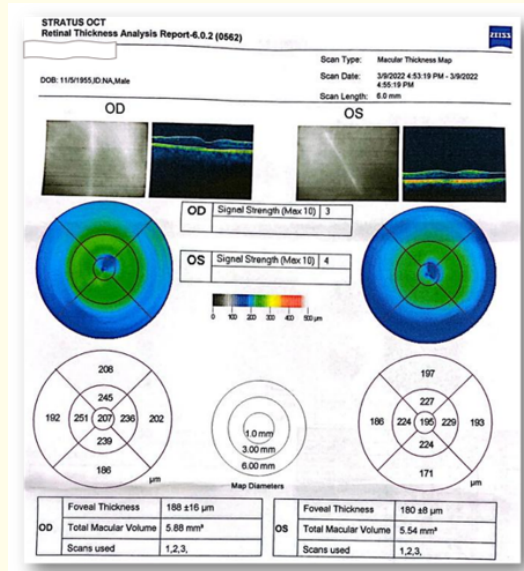 STRATUS OCT
Retinal Thickness Analysis Report-6.0.2 (0562)
ZEISS
DOB: 11/5/1955,ID:NA,Male
Scan Type: Macular Thickness Map
Scan Date: 3/9/2022 4:53:19 PM - 3/9/2022
4:55:19 PM
Scan Length: 6.0 mm
OD
OS
OD Signal Strength (Max 10) 3
OS Signal Strength (Max 10) 4
0 100 200 300 400 500 µm
208
245
192 251 207 236 202
239
186
µm
1.0 mm
3.00 mm
6.00 mm
Map Diameters
197
227
186 224 195 229 193
224
171
µm
OD
Foveal Thickness 188 ±16 µm
Total Macular Volume 5.88 mm³
Scans used 1,2,3,
OS
Foveal Thickness 180 ±8 µm
Total Macular Volume 5.54 mm³
Scans used 1,2,3,